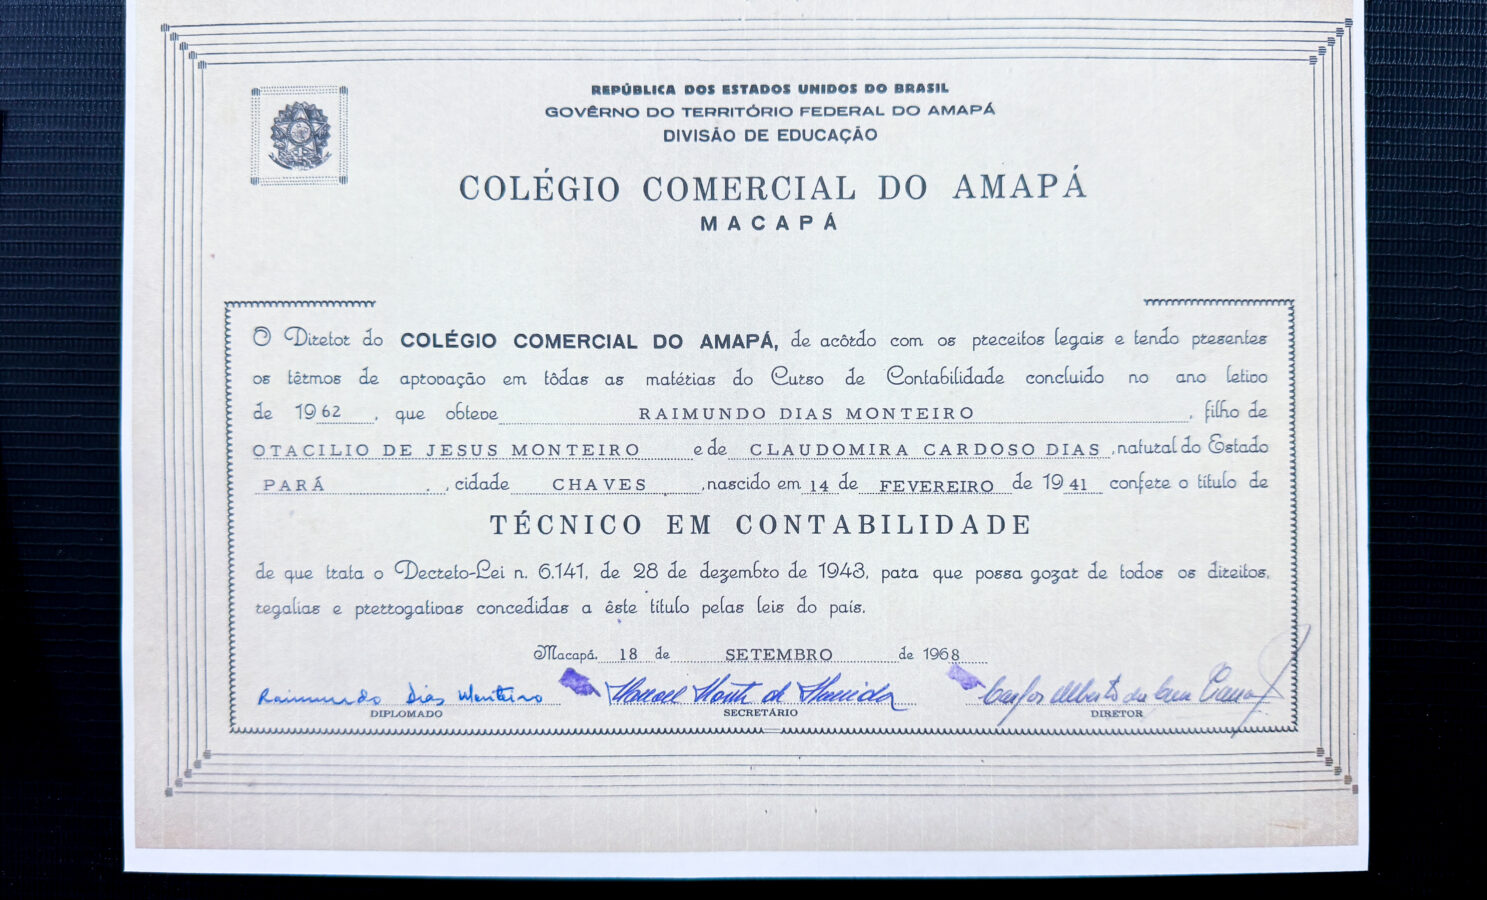 REPÚBLICA DOS ESTADOS UNIDOS DO BRASIL
GOVÊRNO DO TERRITÓRIO FEDERAL DO AMAPÁ
DIVISÃO DE EDUCAÇÃO
COLÉGIO COMERCIAL DO AMAPÁ
MACAPÁ
O Diretor do COLÉGIO COMERCIAL DO AMAPÁ, de acôrdo com os preceitos legais e tendo presentes
os têrmos de aprovação em tôdas as matérias do Curso de Contabilidade concluido no ano letivo
de 1962, que obteve RAIMUNDO DIAS MONTEIRO, filho de
OTACILIO DE JESUS MONTEIRO e de CLAUDOMIRA CARDOSO DIAS, natural do Estado
PARÁ, cidade CHAVES, nascido em 14 de FEVEREIRO de 1941 confere o titulo de
TÉCNICO EM CONTABILIDADE
de que trata o Decreto-Lei n. 6.141, de 28 de dezembro de 1943, para que possa gozar de todos os direitos,
regalias e prerrogativas concedidas a êste título pelas leis do país.
Macapá, 18 de SETEMBRO de 1968
Raimundo Dias Monteiro
DIPLOMADO
SECRETÁRIO
Carlos Alberto
DIRETOR